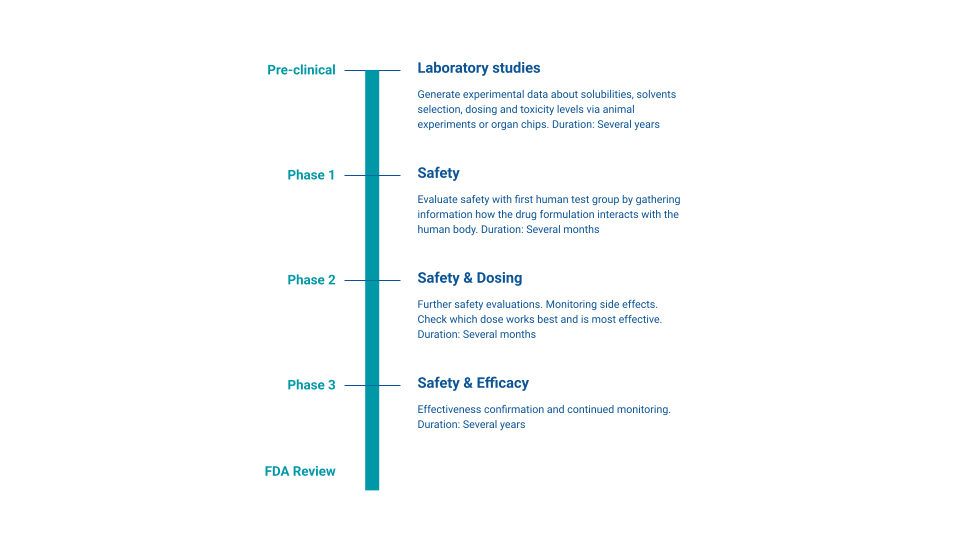 Pre-clinical
Laboratory studies
Generate experimental data about solubilities, solvents
selection, dosing and toxicity levels via animal
experiments or organ chips. Duration: Several years
Phase 1
Safety
Evaluate safety with first human test group by gathering
information how the drug formulation interacts with the
human body. Duration: Several months
Phase 2
Safety & Dosing
Further safety evaluations. Monitoring side effects.
Check which dose works best and is most effective.
Duration: Several months
Phase 3
Safety & Efficacy
Effectiveness confirmation and continued monitoring.
Duration: Several years
FDA Review